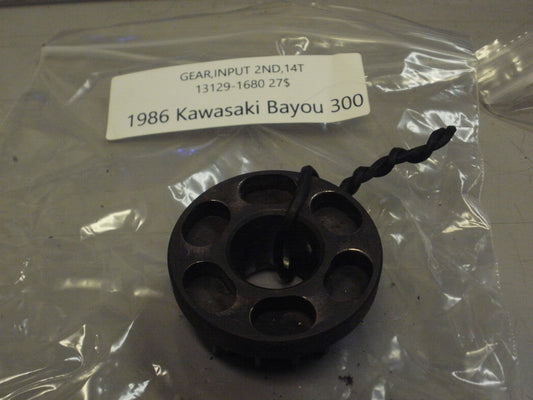 GEAR,INPUT 2ND,14T
13129-1680 27$
1986 Kawasaki Bayou 300